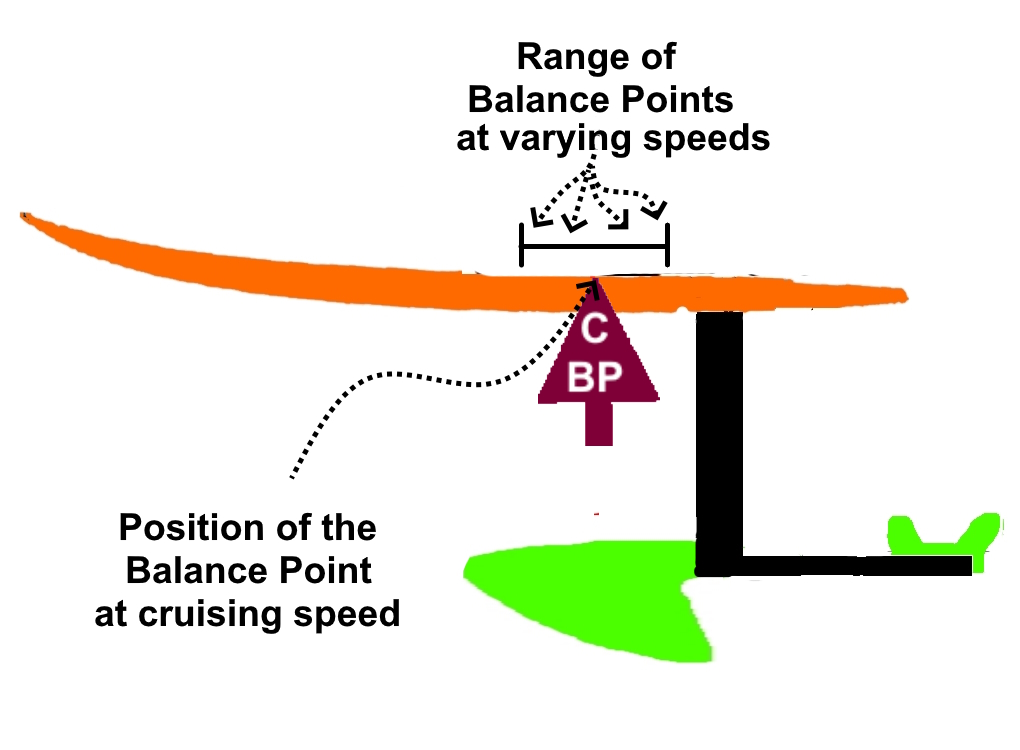 Range of
Balance Points
at varying speeds
C
BP
Position of the
Balance Point
at cruising speed